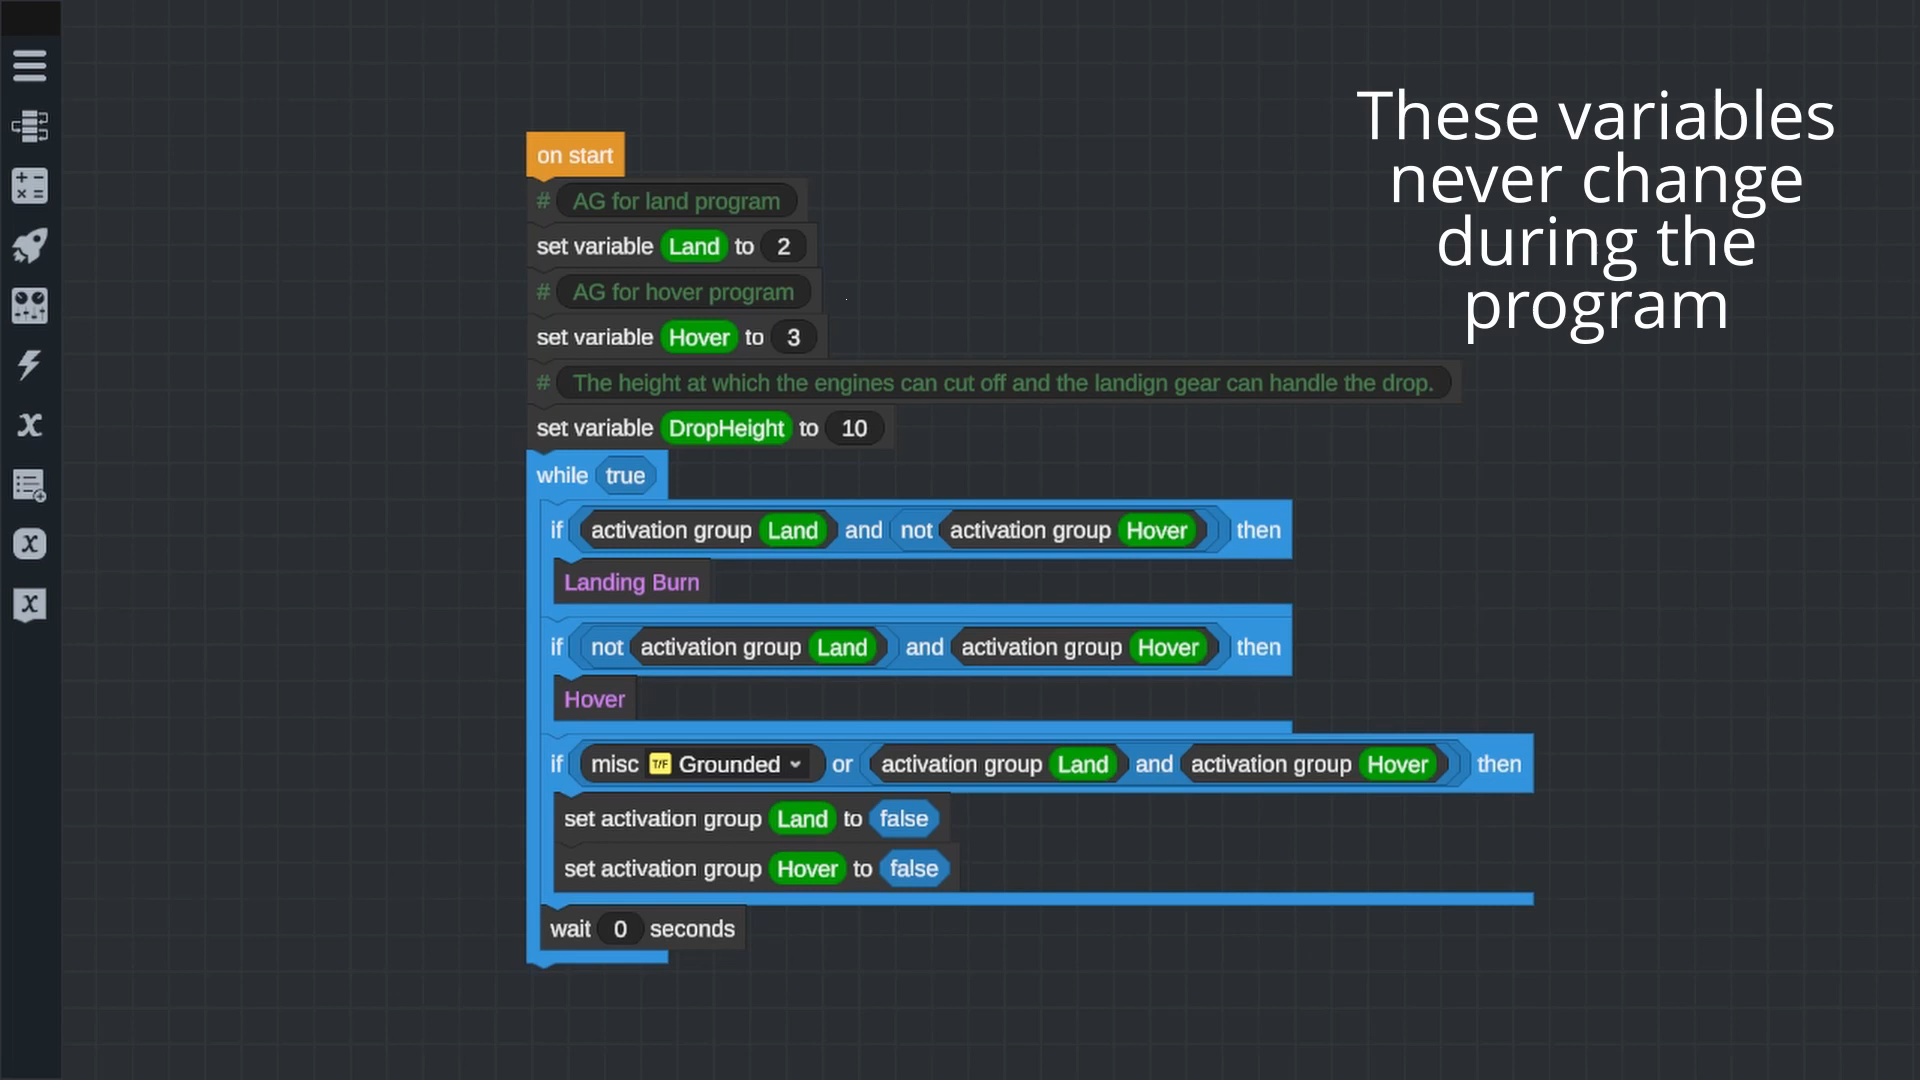 These variables
never change
during the
program
on start
# AG for land program
set variable Land to 2
# AG for hover program
set variable Hover to 3
# The height at which the engines can cut off and the landign gear can handle the drop.
set variable DropHeight to 10
while true
if activation group Land and not activation group Hover then
Landing Burn
if not activation group Land and activation group Hover then
Hover
if misc T/F Grounded or activation group Land and activation group Hover then
set activation group Land to false
set activation group Hover to false
wait 0 seconds